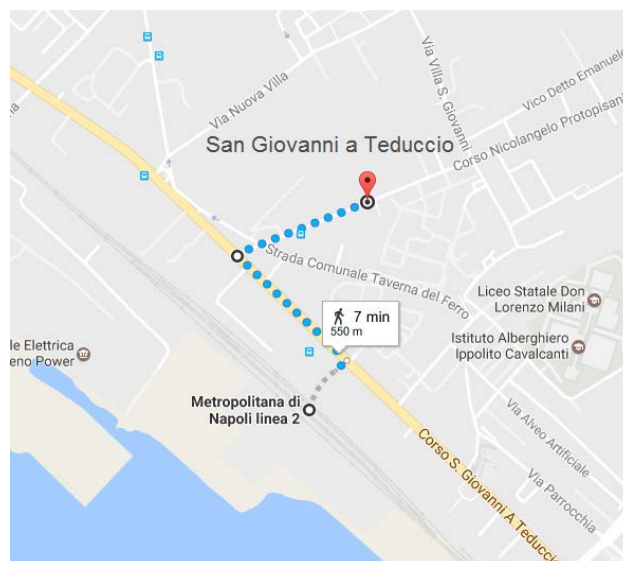 Via Nuova Villa
Via Villa S. Giovanni
Vico Detto Emanuele
Corso Nicolangelo Protopisani
San Giovanni a Teduccio
Strada Comunale Taverna del Ferro
Liceo Statale Don
Lorenzo Milani
7 min
550 m
Istituto Alberghiero
Ippolito Cavalcanti
le Elettrica
eno Power
Metropolitana di
Napoli linea 2
Via Alveo Artificiale
Corso S. Giovanni A Teduccio
Via Parrocchia